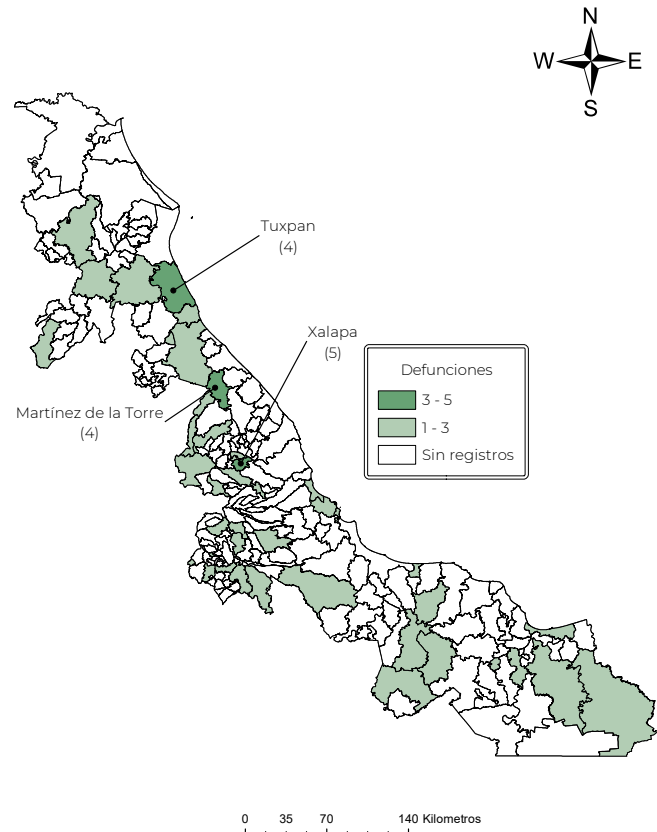 N
W E
S
Tuxpan
(4)
Xalapa
(5)
Martínez de la Torre
(4)
Defunciones
3 - 5
1 - 3
Sin registros
0 35 70 140 Kilometros